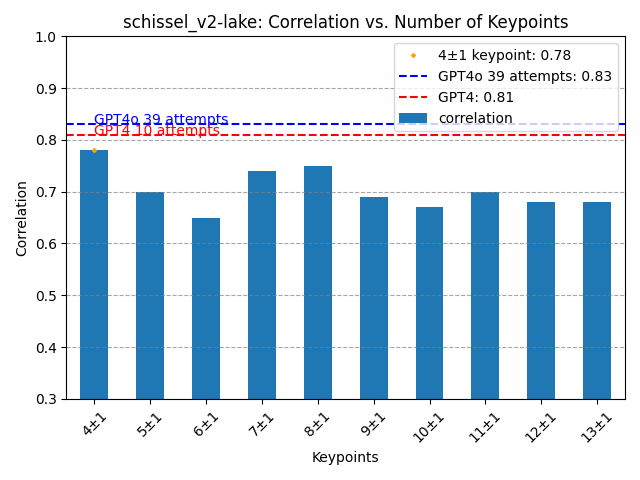 schissel_v2-lake: Correlation vs. Number of Keypoints
1.0
0.9
0.8
0.7
0.6
0.5
0.4
0.3
Correlation
4±1 keypoint: 0.78
GPT4o 39 attempts: 0.83
GPT4: 0.81
correlation
GPT4o 39 attempts
GPT4 10 attempts
4±1
5±1
6±1
7±1
8±1
9±1
10±1
11±1
12±1
13±1
Keypoints